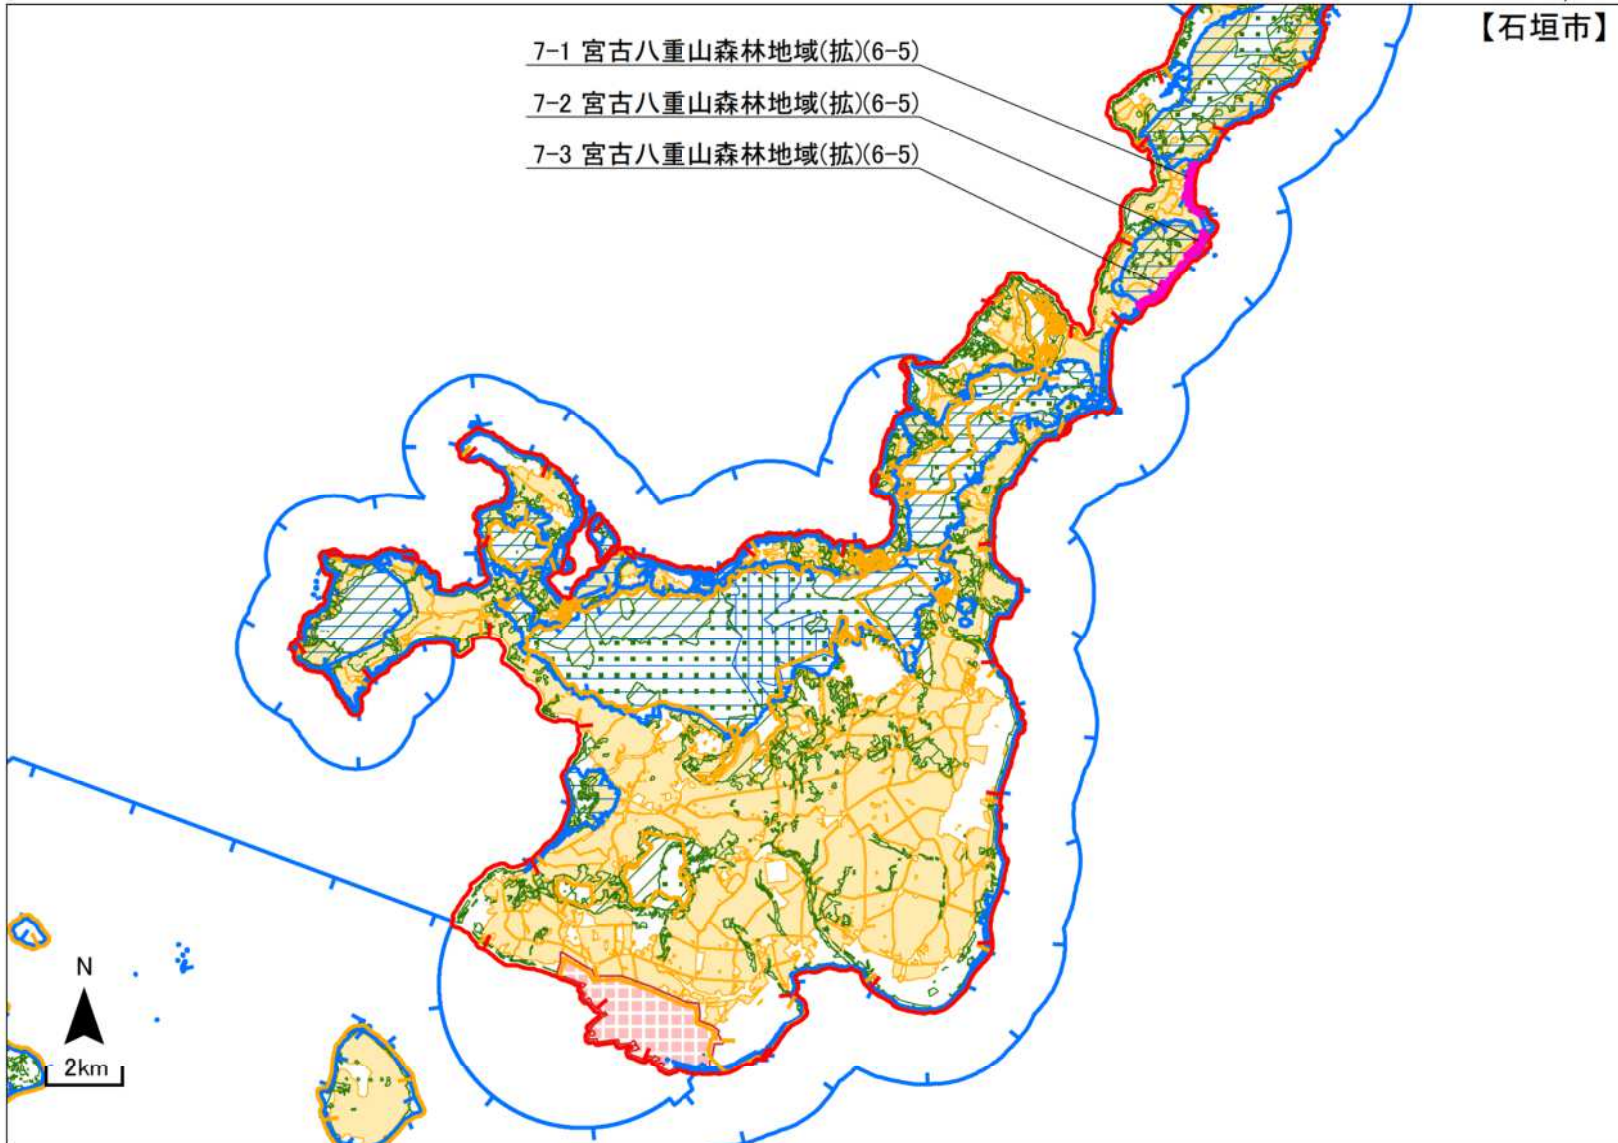 【石垣市】
7-1 宮古八重山森林地域(拡)(6-5)
7-2 宮古八重山森林地域(拡)(6-5)
7-3 宮古八重山森林地域(拡)(6-5)
N
2km